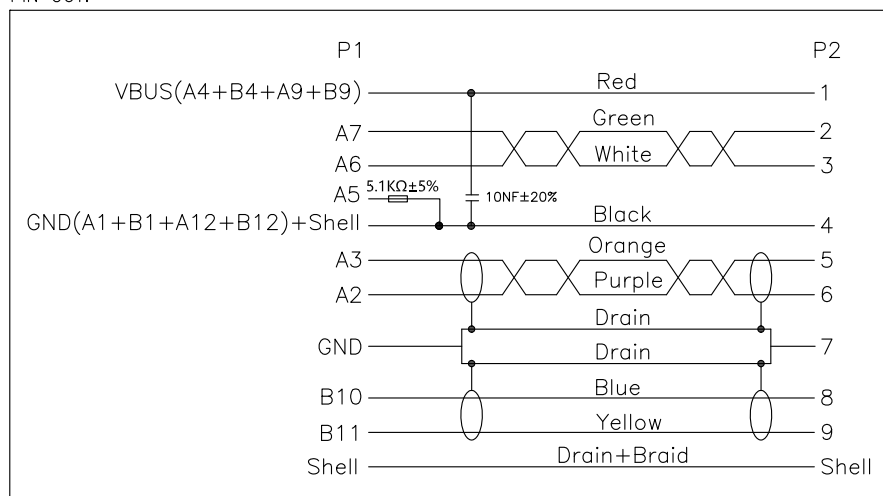 P1 P2
VBUS(A4+B4+A9+B9) Red 1
Green
A7 2
White
A6 3
A5 5.1KΩ±5%
10NF±20%
GND(A1+B1+A12+B12)+Shell Black 4
Orange
A3 5
Purple
A2 6
Drain
GND 7
Drain
B10 Blue 8
B11 Yellow 9
Shell Drain+Braid Shell